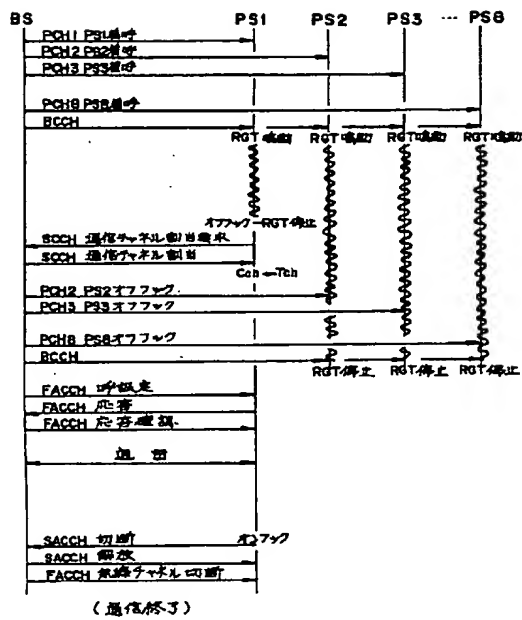 BS PS1 PS2 PS3 … PS8
PCH1 PS1着呼
PCH2 PS2着呼
PCH3 PS3着呼
PCH8 PS8着呼
BCCH
RGT鳴動 RGT鳴動 RGT鳴動 RGT鳴動
オフフック RGT停止
SCCH 通信チャネル割当要求
SCCH 通信チャネル割当
Cch←Tch
PCH2 PS2オフフック
PCH3 PS3オフフック
PCH8 PS8オフフック
BCCH
RGT停止 RGT停止 RGT停止
FACCH 呼設定
FACCH 応答
FACCH 応答確認
通話
SACCH 切断 オンフック
SACCH 解放
FACCH 無線チャネル切断
(通信終了)